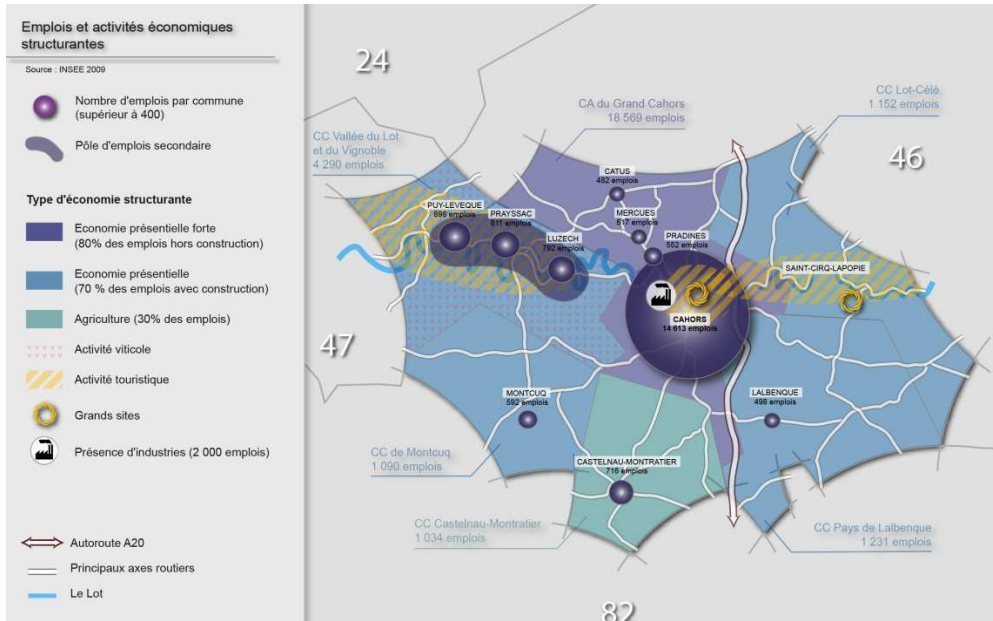 Emplois et activités économiques
structurantes
Source : INSEE 2009
Nombre d'emplois par commune
(supérieur à 400)
Pôle d'emplois secondaire
Type d'économie structurante
Economie présentielle forte
(80% des emplois hors construction)
Economie présentielle
(70 % des emplois avec construction)
Agriculture (30% des emplois)
Activité viticole
Activité touristique
Grands sites
Présence d'industries (2 000 emplois)
Autoroute A20
Principaux axes routiers
Le Lot
24
CC Lot-Célé
1 152 emplois
CA du Grand Cahors
18 569 emplois
CC Vallée du Lot
et du Vignoble
4 290 emplois
46
CATUS
482 emplois
PUY-LEVEQUE
898 emplois
PRAYSSAC
811 emplois
MERCUES
517 emplois
LUZECH
792 emplois
PRADINES
552 emplois
SAINT-CIRQ-LAPOPIE
CAHORS
14 613 emplois
47
MONTCUQ
592 emplois
LALBENQUE
498 emplois
CC de Montcuq
1 090 emplois
CASTELNAU-MONTRATIER
716 emplois
CC Castelnau-Montratier
1 034 emplois
CC Pays de Lalbenque
1 231 emplois
82